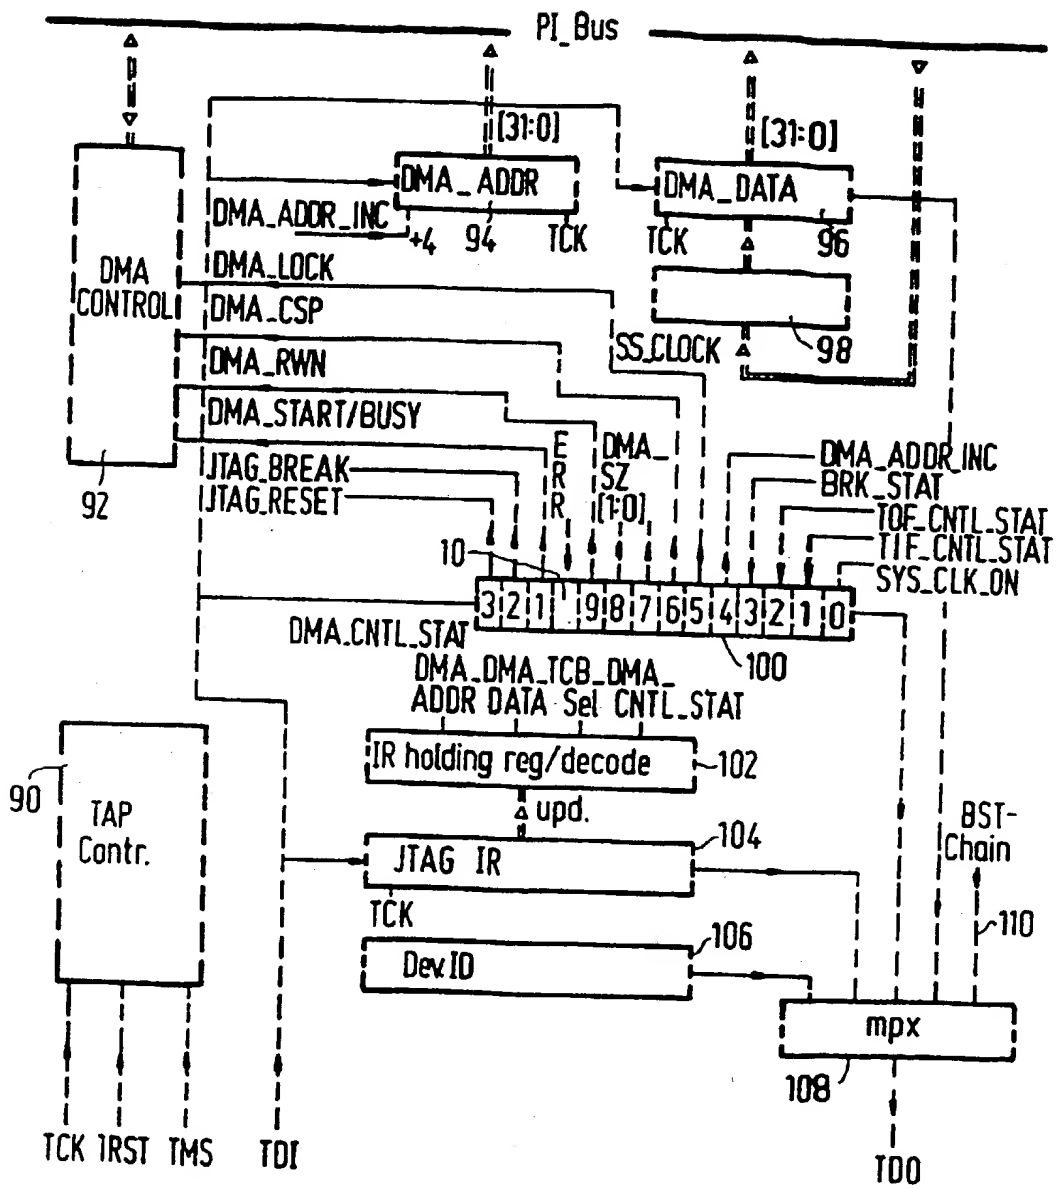 PI_Bus
[31:0]
[31:0]
DMA_ADDR
DMA_DATA
DMA_ADDR_INC
+4
94
TCK
TCK
96
DMA
CONTROL
DMA_LOCK
DMA_CSP
SS_CLOCK
98
DMA_RWN
DMA_START/BUSY
ERR
DMA_
SZ
[1:0]
DMA_ADDR_INC
BRK_STAT
TOF_CNTL_STAT
TIF_CNTL_STAT
SYS_CLK_ON
JTAG_BREAK
JTAG_RESET
92
10
3 2 1 9 8 7 6 5 4 3 2 1 0
DMA_CNTL_STAT
100
DMA_DMA_TCB_DMA_
ADDR DATA Sel CNTL_STAT
IR holding reg/decode
102
upd.
90
TAP
Contr.
JTAG IR
104
TCK
BST-
Chain
110
Dev.ID
106
mpx
108
TCK TRST TMS TDI
TDO